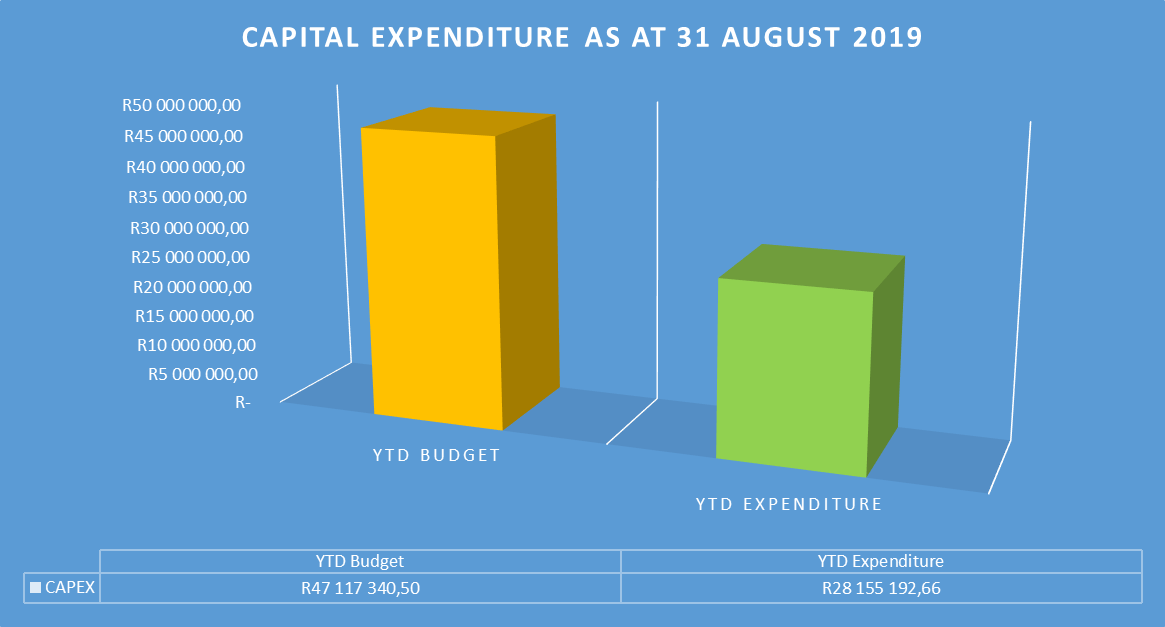 CAPITAL EXPENDITURE AS AT 31 AUGUST 2019
R50 000 000,00
R45 000 000,00
R40 000 000,00
R35 000 000,00
R30 000 000,00
R25 000 000,00
R20 000 000,00
R15 000 000,00
R10 000 000,00
R5 000 000,00
R-
YTD BUDGET
YTD EXPENDITURE
YTD Budget YTD Expenditure
CAPEX R47 117 340,50 R28 155 192,66